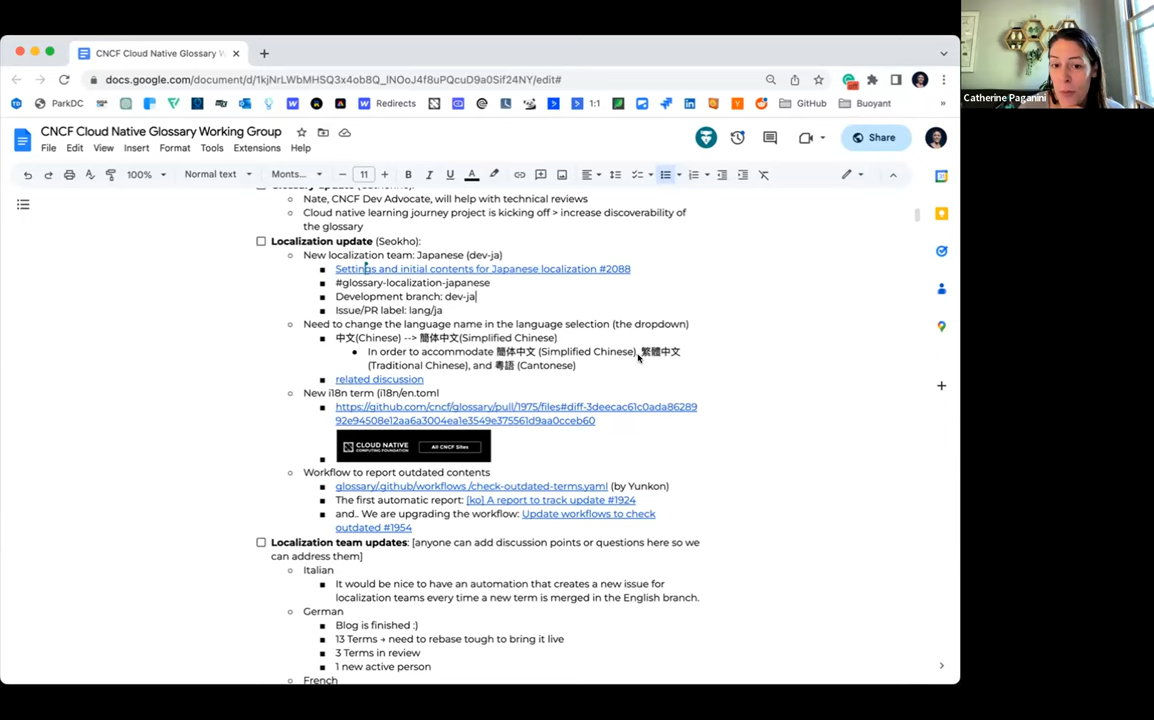 CNCF Cloud Native Glossary W
docs.google.com/document/d/1kjNrLWbMHSQ3x4ob8Q_lNOoJ4f8uPQcuD9a0Sif24NY/edit#
ParkDC
Redirects
1:1
GitHub
Buoyant
Catherine Paganini
CNCF Cloud Native Glossary Working Group
File Edit View Insert Format Tools Extensions Help
Share
100%
Normal text
MontS...
11
Nate, CNCF Dev Advocate, will help with technical reviews
Cloud native learning journey project is kicking off > increase discoverability of
the glossary
Localization update (Seokho):
New localization team: Japanese (dev-ja)
Settings and initial contents for Japanese localization #2088
#glossary-localization-japanese
Development branch: dev-ja
Issue/PR label: lang/ja
Need to change the language name in the language selection (the dropdown)
中文(Chinese) --> 簡体中文(Simplified Chinese)
In order to accommodate 簡体中文 (Simplified Chinese), 繁體中文
(Traditional Chinese), and 粵語 (Cantonese)
related discussion
New i18n term (i18n/en.toml
https://github.com/cncf/glossary/pull/1975/files#diff-3deecac61c0ada86289
92e94508e12aa6a3004ea1e3549e375561d9aa0cceb60
CLOUD NATIVE
COMPUTING FOUNDATION
All CNCF Sites
Workflow to report outdated contents
glossary/.github/workflows /check-outdated-terms.yaml (by Yunkon)
The first automatic report: [ko] A report to track update #1924
and.. We are upgrading the workflow: Update workflows to check
outdated #1954
Localization team updates: [anyone can add discussion points or questions here so we
can address them]
Italian
It would be nice to have an automation that creates a new issue for
localization teams every time a new term is merged in the English branch.
German
Blog is finished :)
13 Terms → need to rebase tough to bring it live
3 Terms in review
1 new active person
French